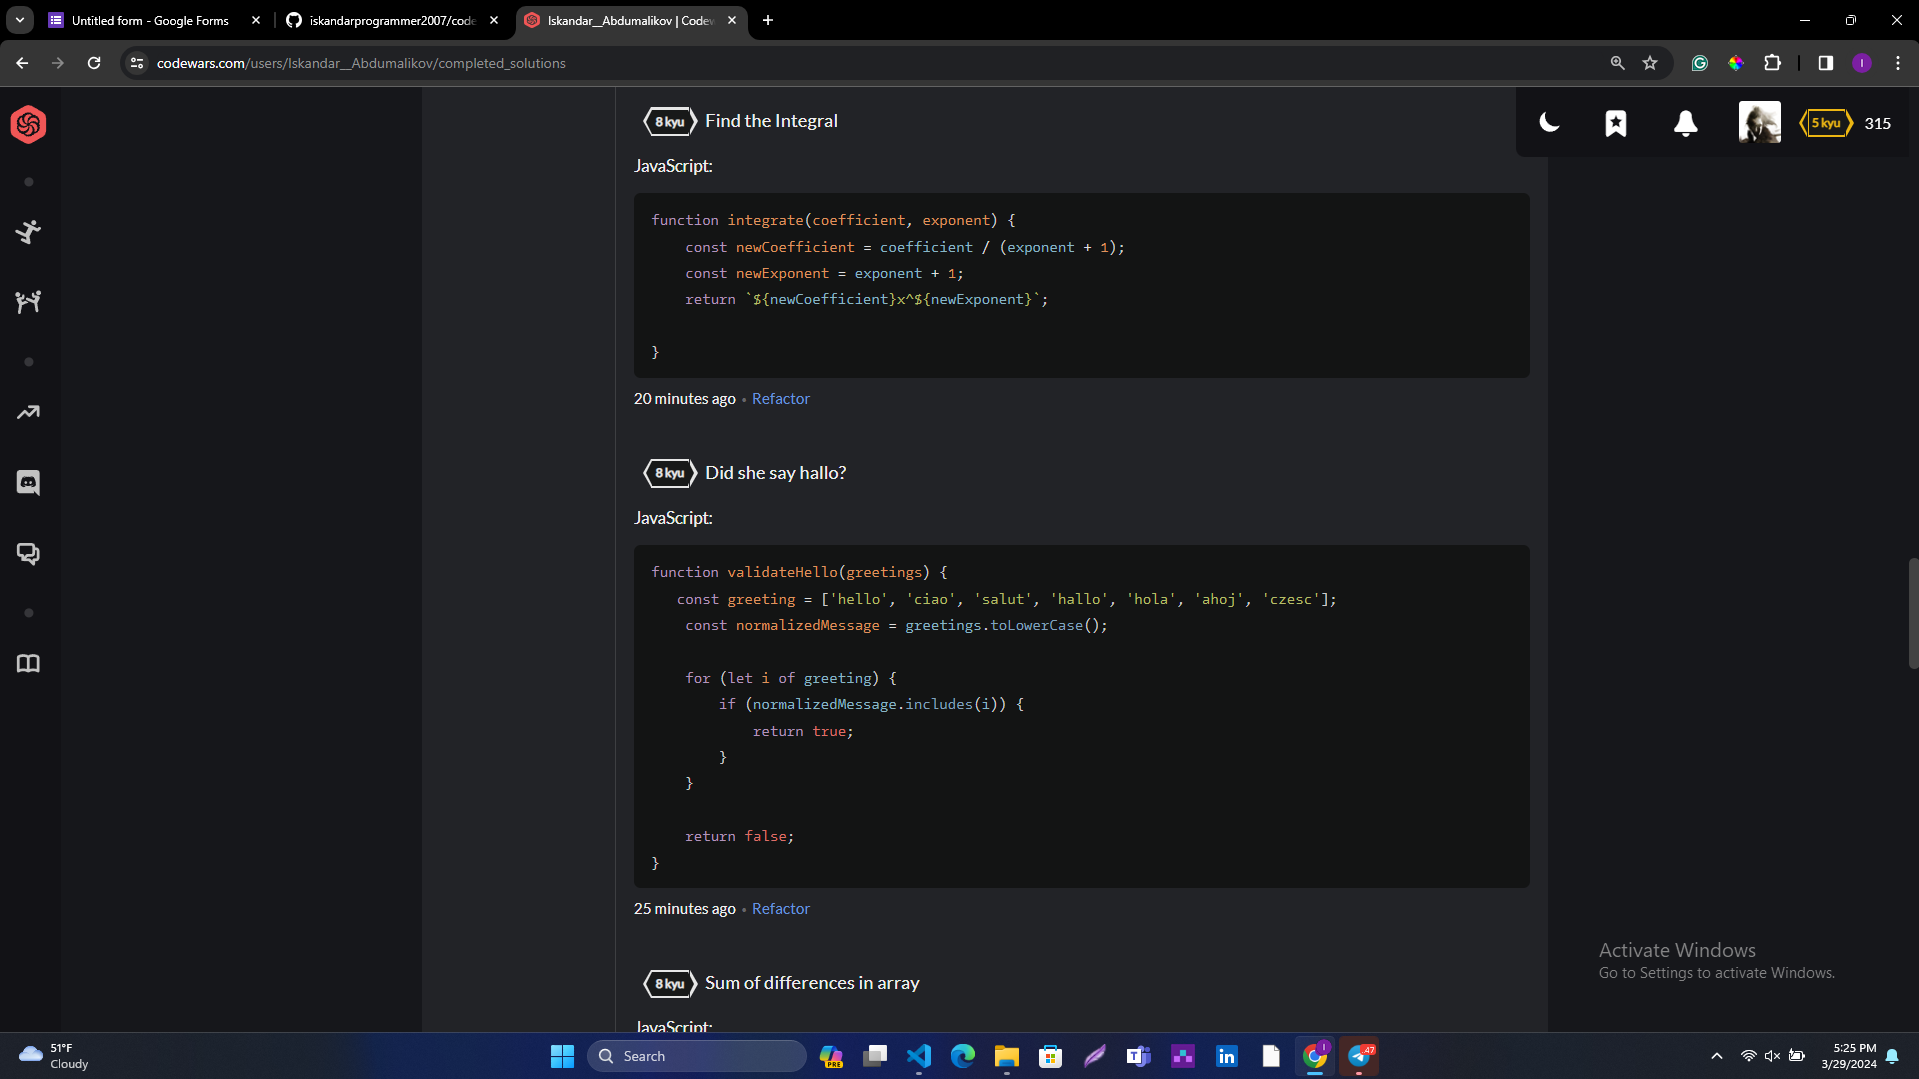 Untitled form - Google Forms
iskandarprogrammer2007/code
Iskandar__Abdumalikov | Codew
codewars.com/users/Iskandar__Abdumalikov/completed_solutions
I
8 kyu Find the Integral
5 kyu 315
JavaScript:
function integrate(coefficient, exponent) {
    const newCoefficient = coefficient / (exponent + 1);
    const newExponent = exponent + 1;
    return `${newCoefficient}x^${newExponent}`;
}
20 minutes ago • Refactor
8 kyu Did she say hallo?
JavaScript:
function validateHello(greetings) {
   const greeting = ['hello', 'ciao', 'salut', 'hallo', 'hola', 'ahoj', 'czesc'];
    const normalizedMessage = greetings.toLowerCase();
    for (let i of greeting) {
        if (normalizedMessage.includes(i)) {
            return true;
        }
    }
    return false;
}
25 minutes ago • Refactor
Activate Windows
Go to Settings to activate Windows.
8 kyu Sum of differences in array
JavaScript:
51°F
Cloudy
Search
PRE
I
47
5:25 PM
3/29/2024